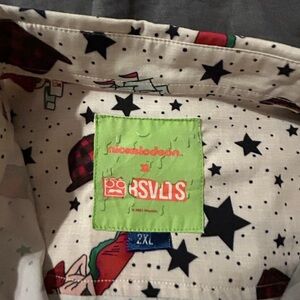 nickelodeon
x
RSVLTS
2XL